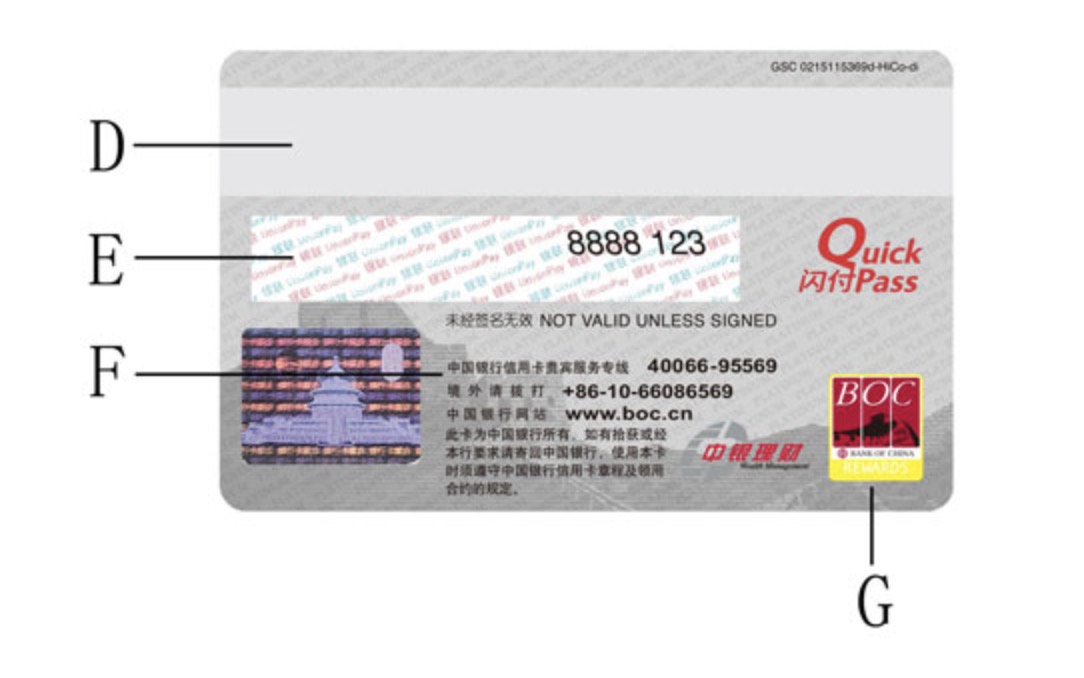 GSC 0215115369d-HiCo-di
D
E
银联 UnionPay
8888 123
Quick
闪付Pass
未经签名无效 NOT VALID UNLESS SIGNED
F
中国银行信用卡贵宾服务专线 40066-95569
境外请拨打 +86-10-66086569
中国银行网站 www.boc.cn
此卡为中国银行所有，如有拾获或经
本行要求请寄回中国银行，使用本卡
时须遵守中国银行信用卡章程及领用
合约的规定。
中银理财
Wealth Management
BOC
BANK OF CHINA
REWARDS
G